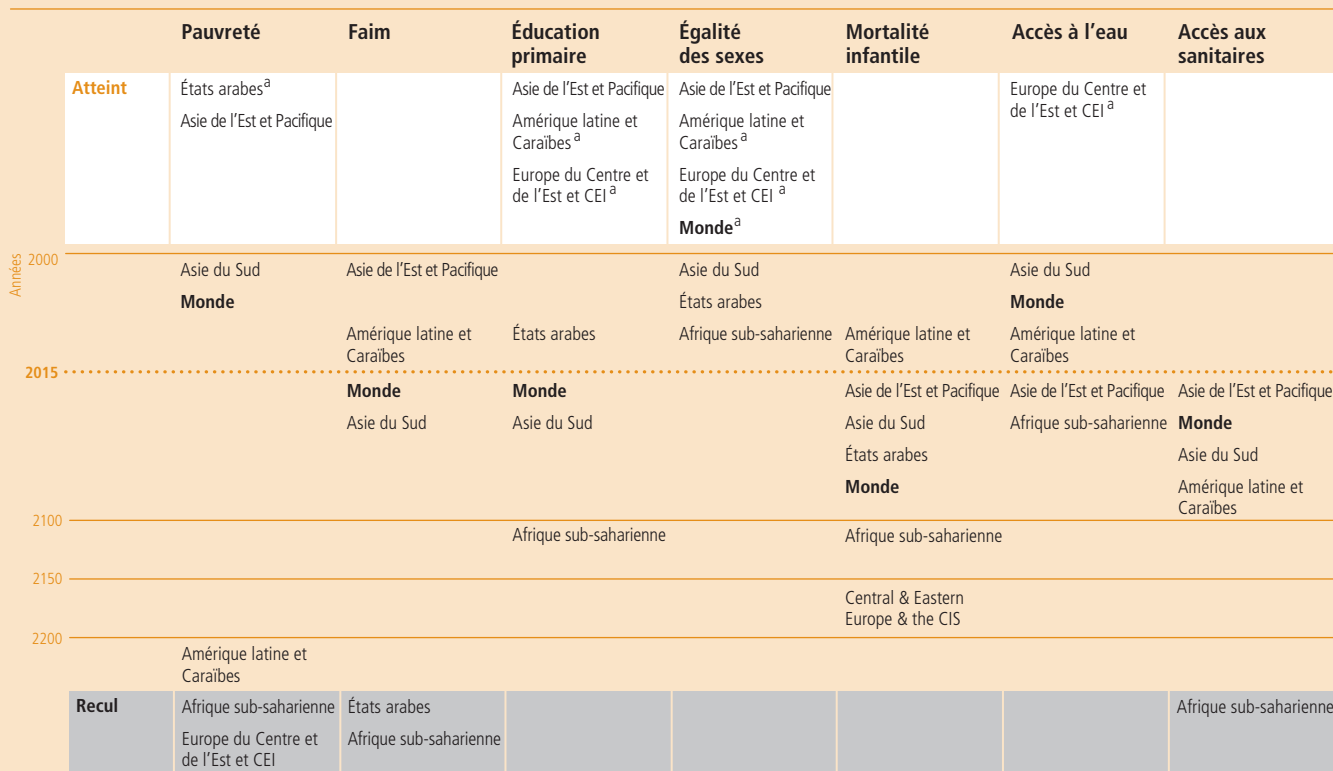 Pauvreté
Faim
Éducation
primaire
Égalité
des sexes
Mortalité
infantile
Accès à l'eau
Accès aux
sanitaires
Atteint
États arabes a
Asie de l'Est et Pacifique
Asie de l'Est et Pacifique
Amérique latine et
Caraïbes a
Europe du Centre et
de l'Est et CEI a
Asie de l'Est et Pacifique
Amérique latine et
Caraïbes a
Europe du Centre et
de l'Est et CEI a
Monde a
Europe du Centre et
de l'Est et CEI a
Années
2000
Asie du Sud
Monde
Asie de l'Est et Pacifique
Amérique latine et
Caraïbes
États arabes
Asie du Sud
États arabes
Afrique sub-saharienne
Amérique latine et
Caraïbes
Asie du Sud
Monde
Amérique latine et
Caraïbes
2015
Monde
Asie du Sud
Monde
Asie du Sud
Asie de l'Est et Pacifique
Asie du Sud
États arabes
Monde
Asie de l'Est et Pacifique
Afrique sub-saharienne
Asie de l'Est et Pacifique
Monde
Asie du Sud
Amérique latine et
Caraïbes
2100
Afrique sub-saharienne
Afrique sub-saharienne
2150
Central & Eastern
Europe & the CIS
2200
Amérique latine et
Caraïbes
Recul
Afrique sub-saharienne
Europe du Centre et
de l'Est et CEI
États arabes
Afrique sub-saharienne
Afrique sub-saharienne